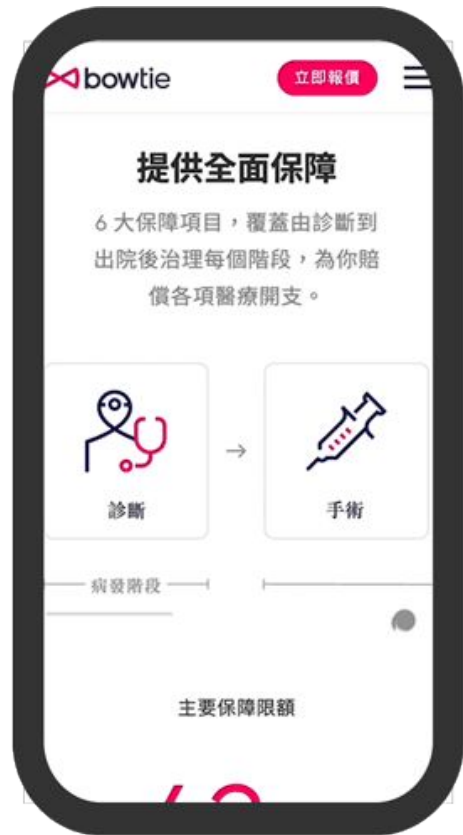 bowtie
立即報價
提供全面保障
6 大保障項目，覆蓋由診斷到
出院後治理每個階段，為你賠
償各項醫療開支。
→
診斷
手術
病發階段
主要保障限額